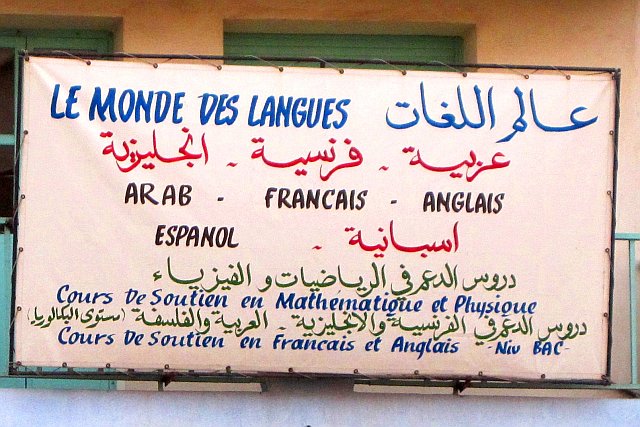 LE MONDE DES LANGUES عالم اللغات
عربية - فرنسية - انجليزية
ARAB - FRANCAIS - ANGLAIS
ESPANOL - اسبانية
دروس الدعم في الرياضيات و الفيزياء
Cours De Soutien en Mathematique et Physique
دروس الدعم في الفرنسية والانجليزية - العربية والفلسفة (مستوى البكالوريا)
Cours De Soutien en Francais et Anglais - Niv BAC -